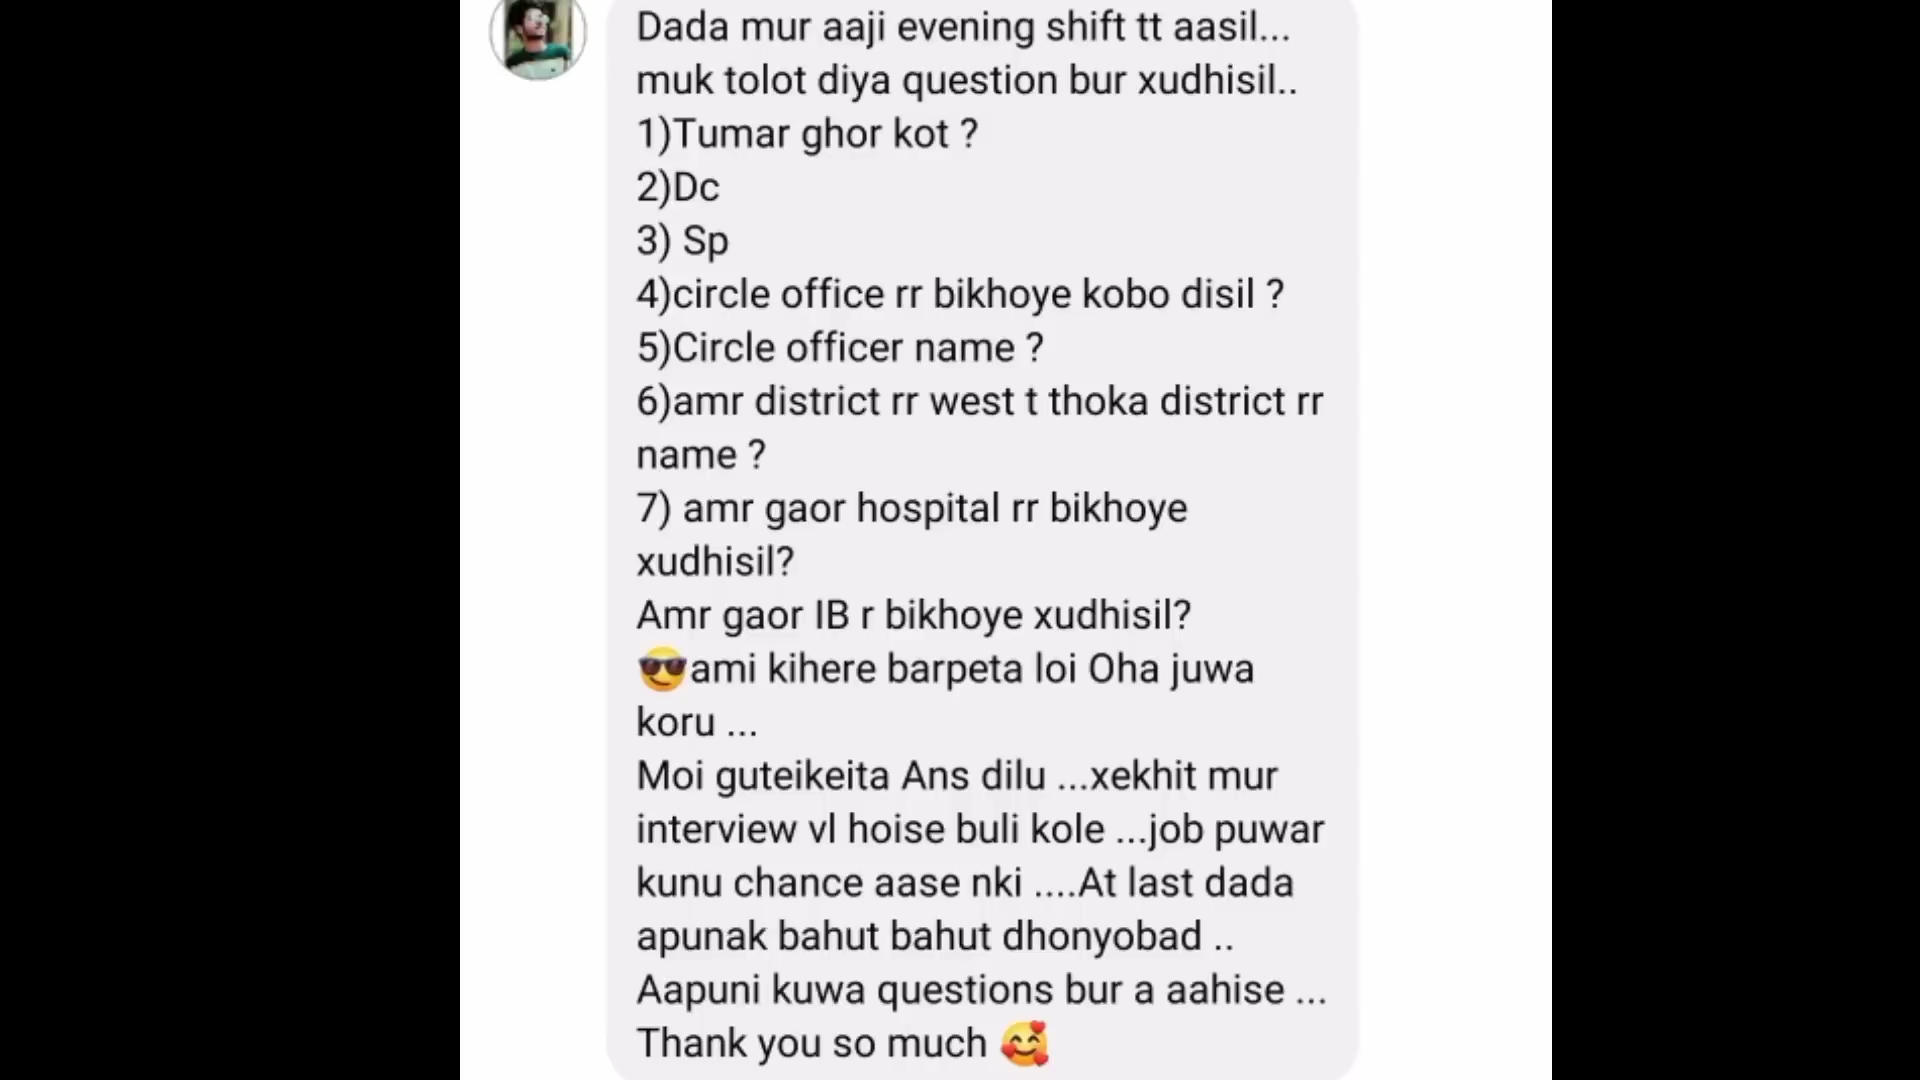 Dada mur aaji evening shift tt aasil...
muk tolot diya question bur xudhisil..
1)Tumar ghor kot ?
2)Dc
3) Sp
4)circle office rr bikhoye kobo disil ?
5)Circle officer name ?
6)amr district rr west t thoka district rr
name ?
7) amr gaor hospital rr bikhoye
xudhisil?
Amr gaor IB r bikhoye xudhisil?
😎ami kihere barpeta loi Oha juwa
koru ...
Moi guteikeita Ans dilu ...xekhit mur
interview vl hoise buli kole ...job puwar
kunu chance aase nki ....At last dada
apunak bahut bahut dhonyobad ..
Aapuni kuwa questions bur a aahise ...
Thank you so much 🥰